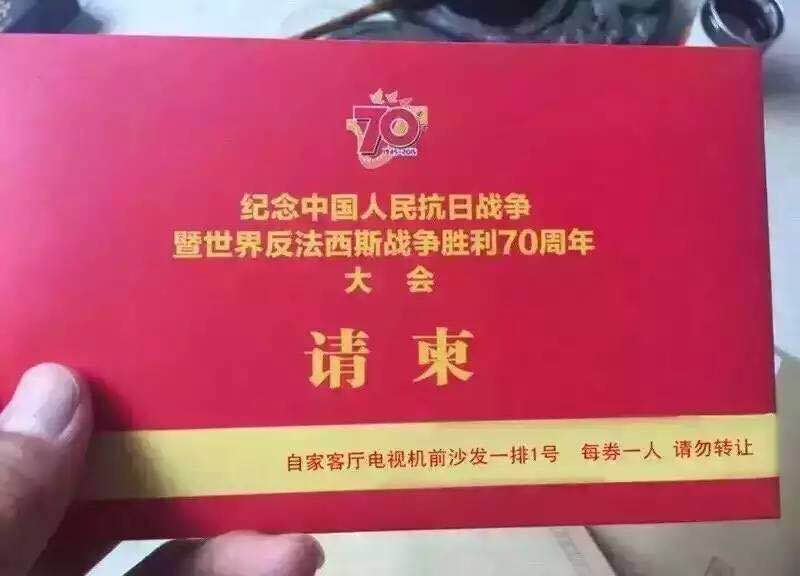 70
1945-2015
纪念中国人民抗日战争
暨世界反法西斯战争胜利70周年
大 会
请 柬
自家客厅电视机前沙发一排1号 每券一人 请勿转让